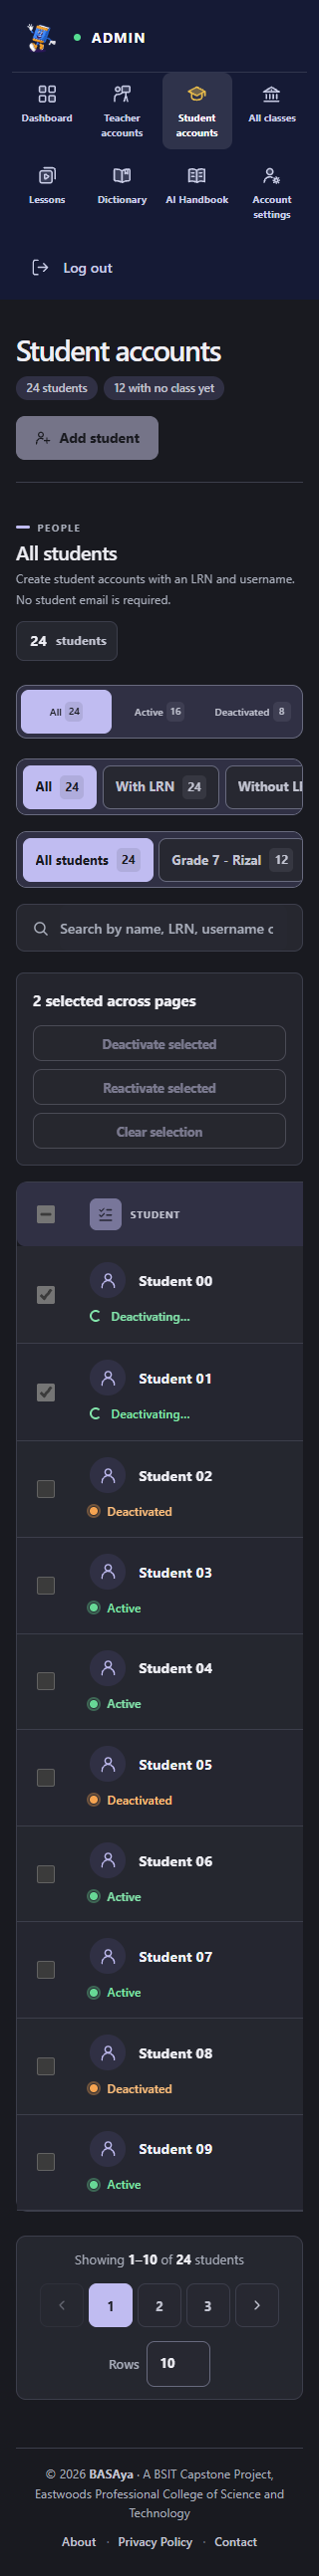 ADMIN
Dashboard
Teacher accounts
Student accounts
All classes
Lessons
Dictionary
AI Handbook
Account settings
Log out
Student accounts
24 students
12 with no class yet
Add student
PEOPLE
All students
Create student accounts with an LRN and username.
No student email is required.
24 students
All 24
Active 16
Deactivated 8
All 24
With LRN 24
Without
All students 24
Grade 7 - Rizal 12
Search by name, LRN, username
2 selected across pages
Deactivate selected
Reactivate selected
Clear selection
STUDENT
Student 00
Deactivating...
Student 01
Deactivating...
Student 02
Deactivated
Student 03
Active
Student 04
Active
Student 05
Deactivated
Student 06
Active
Student 07
Active
Student 08
Deactivated
Student 09
Active
Showing 1–10 of 24 students
1 2 3
Rows 10
© 2026 BASAya · A BSIT Capstone Project,
Eastwoods Professional College of Science and
Technology
About · Privacy Policy · Contact